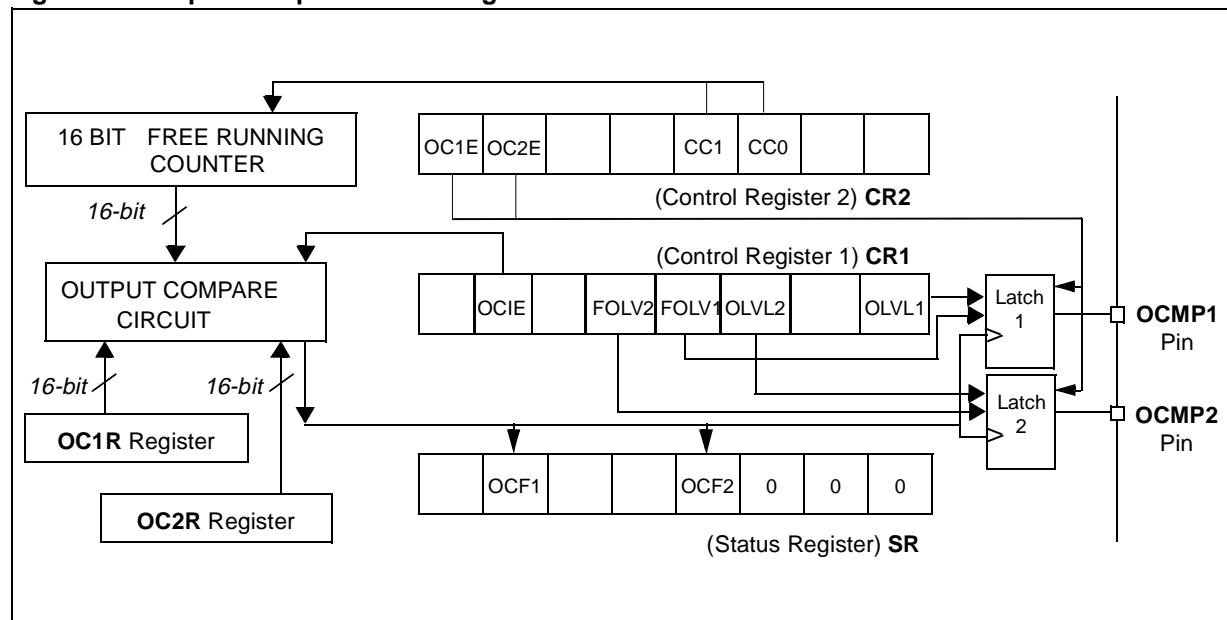 16 BIT FREE RUNNING
COUNTER
OC1E OC2E CC1 CC0
(Control Register 2) CR2
16-bit
(Control Register 1) CR1
OUTPUT COMPARE
CIRCUIT
OCIE FOLV2 FOLV1 OLVL2 OLVL1
Latch
1
OCMP1
Pin
16-bit 16-bit
Latch
2
OCMP2
Pin
OC1R Register
OCF1 OCF2 0 0 0
OC2R Register
(Status Register) SR